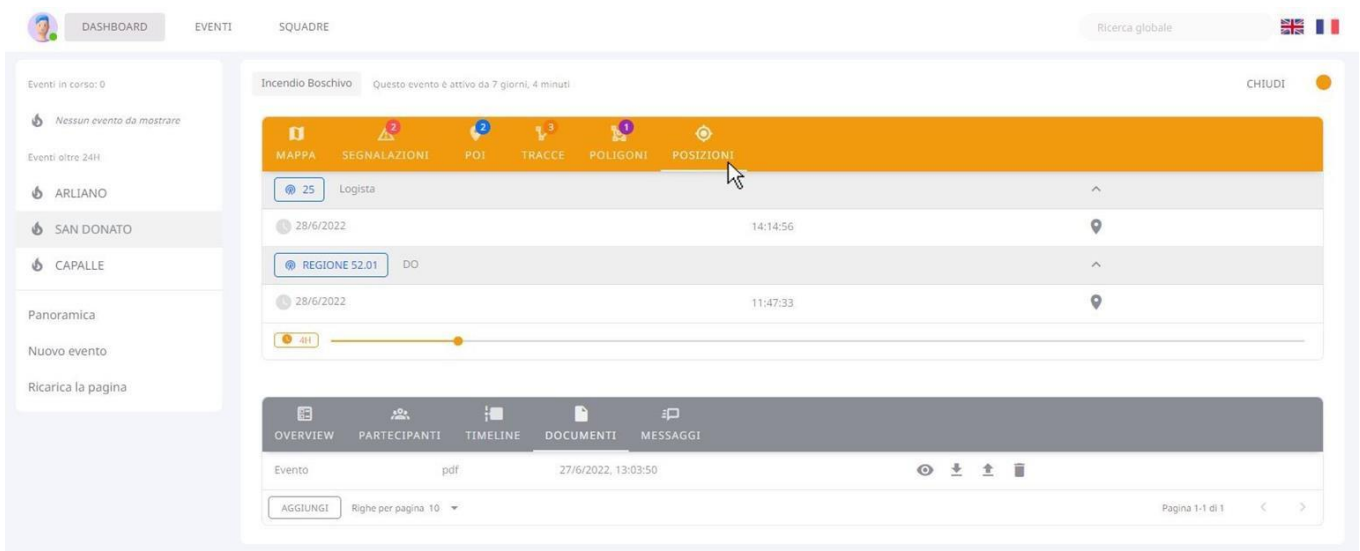 DASHBOARD EVENTI SQUADRE Ricerca globale
Eventi in corso: 0
Nessun evento da mostrare
Eventi oltre 24H
ARLIANO
SAN DONATO
CAPALLE
Panoramica
Nuovo evento
Ricarica la pagina
Incendio Boschivo Questo evento è attivo da 7 giorni, 4 minuti CHIUDI
2 2 3 1
MAPPA SEGNALAZIONI POI TRACCE POLIGONI POSIZIONI
25 Logista
28/6/2022 14:14:56
REGIONE 52.01 DO
28/6/2022 11:47:33
4H
OVERVIEW PARTECIPANTI TIMELINE DOCUMENTI MESSAGGI
Evento pdf 27/6/2022, 13:03:50
AGGIUNGI Righe per pagina 10 Pagina 1-1 di 1